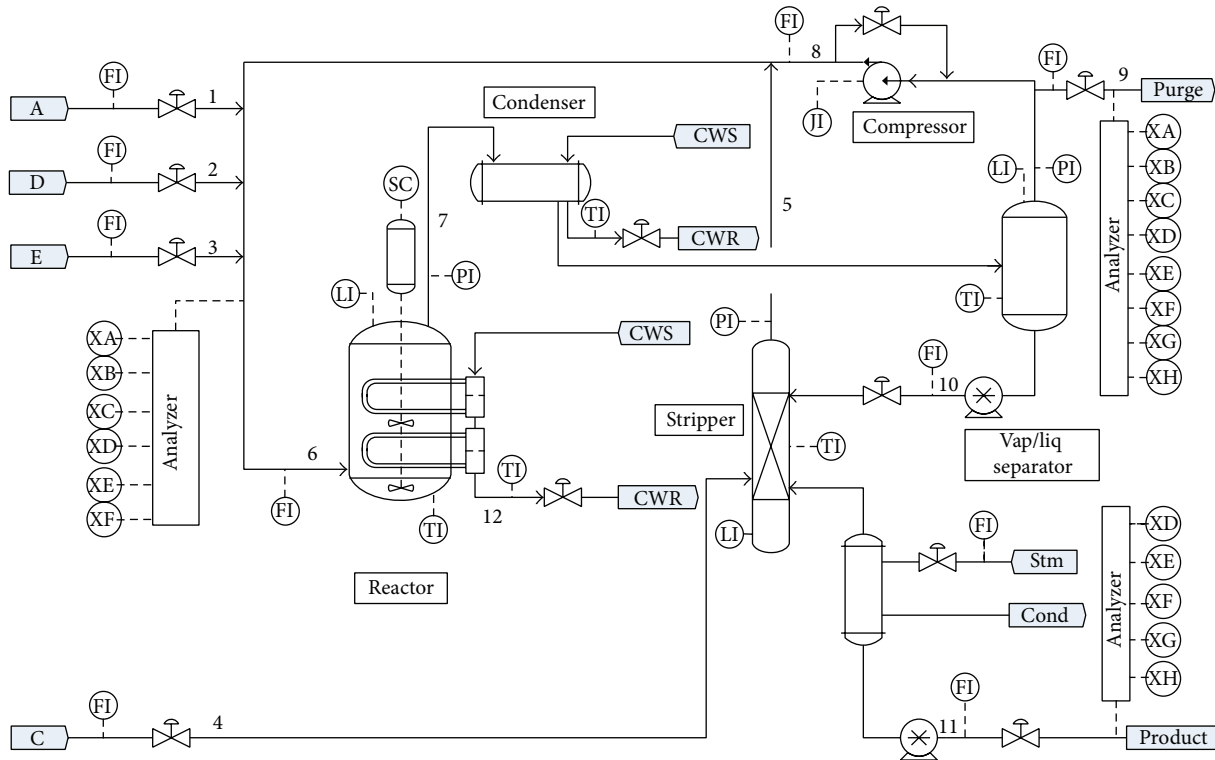 FI
8
FI
9
Purge
FI
A
1
JI
Compressor
Condenser
CWS
XA
XB
XC
XD
XE
XF
XG
XH
Analyzer
FI
D
2
LI
PI
SC
7
5
TI
CWR
FI
E
3
PI
LI
TI
PI
CWS
XA
XB
XC
XD
XE
XF
Analyzer
FI
10
Stripper
TI
Vap/liq
separator
6
FI
TI
12
CWR
TI
LI
FI
Stm
Cond
XD
XE
XF
XG
XH
Analyzer
Reactor
FI
C
4
FI
11
Product